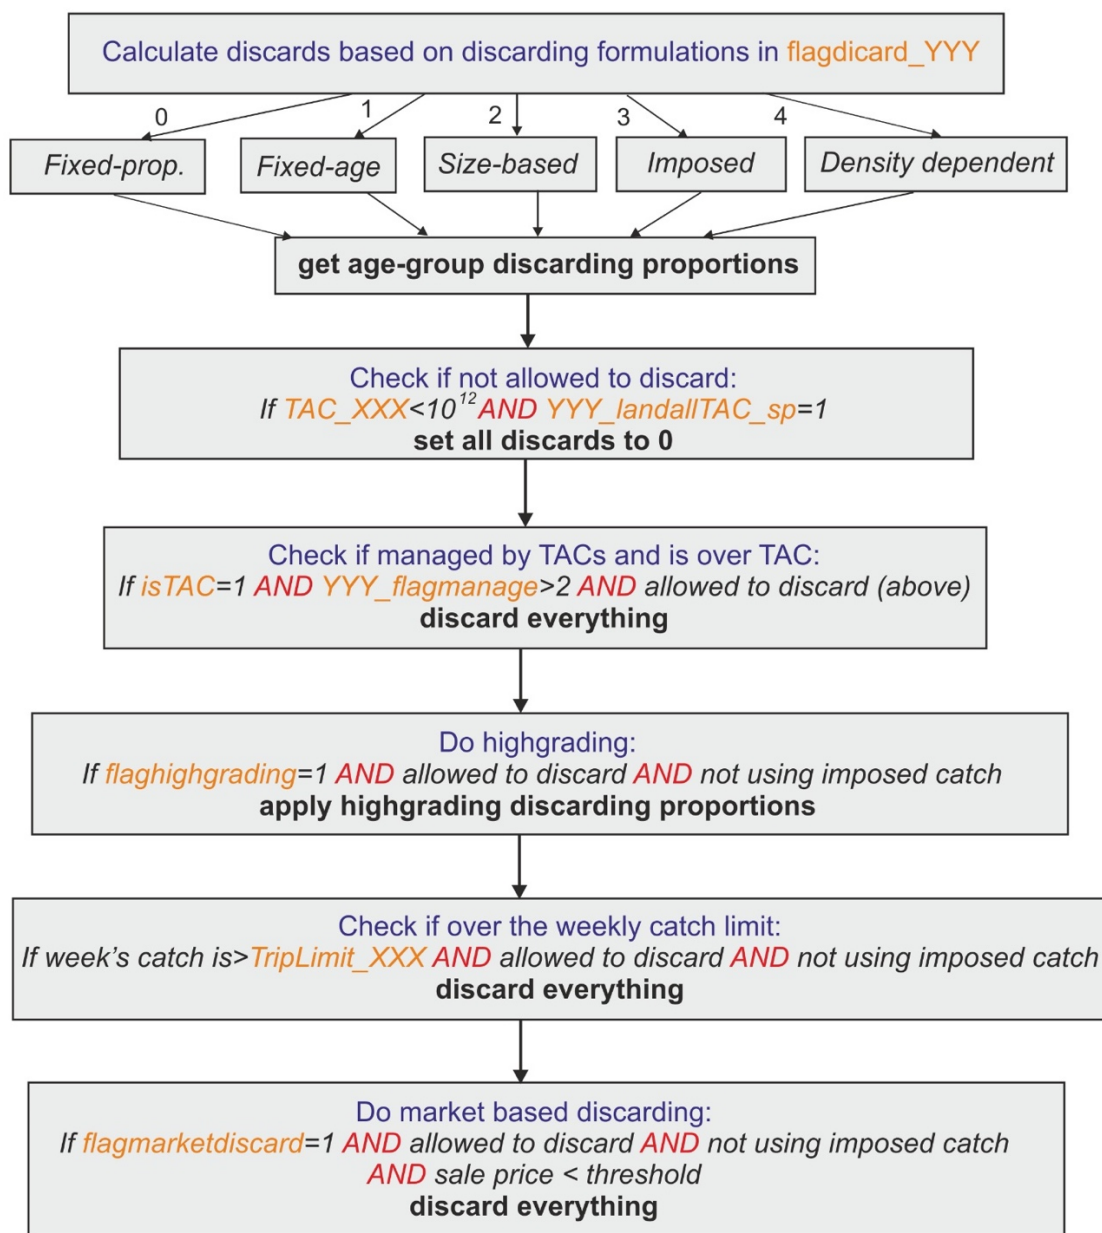 Calculate discards based on discarding formulations in flagdicard_YYY
0 1 2 3 4
Fixed-prop. Fixed-age Size-based Imposed Density dependent
get age-group discarding proportions
Check if not allowed to discard:
If TAC_XXX<10¹² AND YYY_landallTAC_sp=1
set all discards to 0
Check if managed by TACs and is over TAC:
If isTAC=1 AND YYY_flagmanage>2 AND allowed to discard (above)
discard everything
Do highgrading:
If flaghighgrading=1 AND allowed to discard AND not using imposed catch
apply highgrading discarding proportions
Check if over the weekly catch limit:
If week's catch is>TripLimit_XXX AND allowed to discard AND not using imposed catch
discard everything
Do market based discarding:
If flagmarketdiscard=1 AND allowed to discard AND not using imposed catch
AND sale price < threshold
discard everything